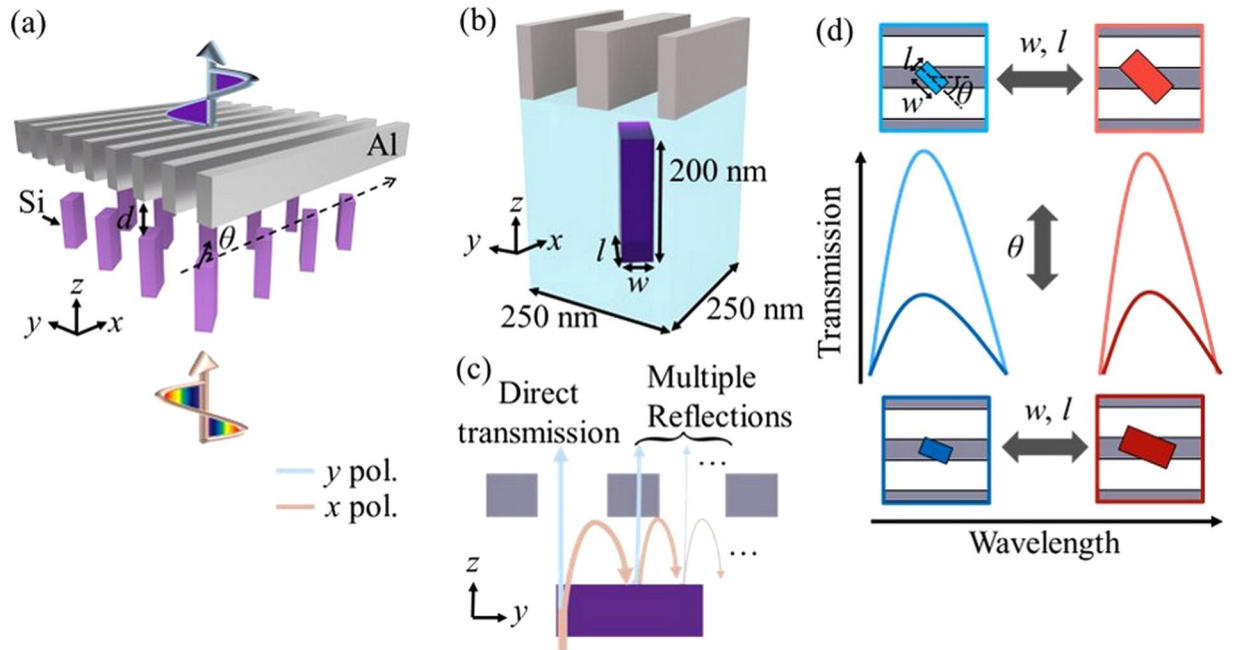 (a)
Al
Si
d
θ
z
y
x
y pol.
x pol.
(b)
200 nm
z
y
x
l
w
250 nm
250 nm
(c)
Direct
transmission
Multiple
Reflections
...
...
z
y
(d)
l
w
θ
w, l
Transmission
θ
w, l
Wavelength